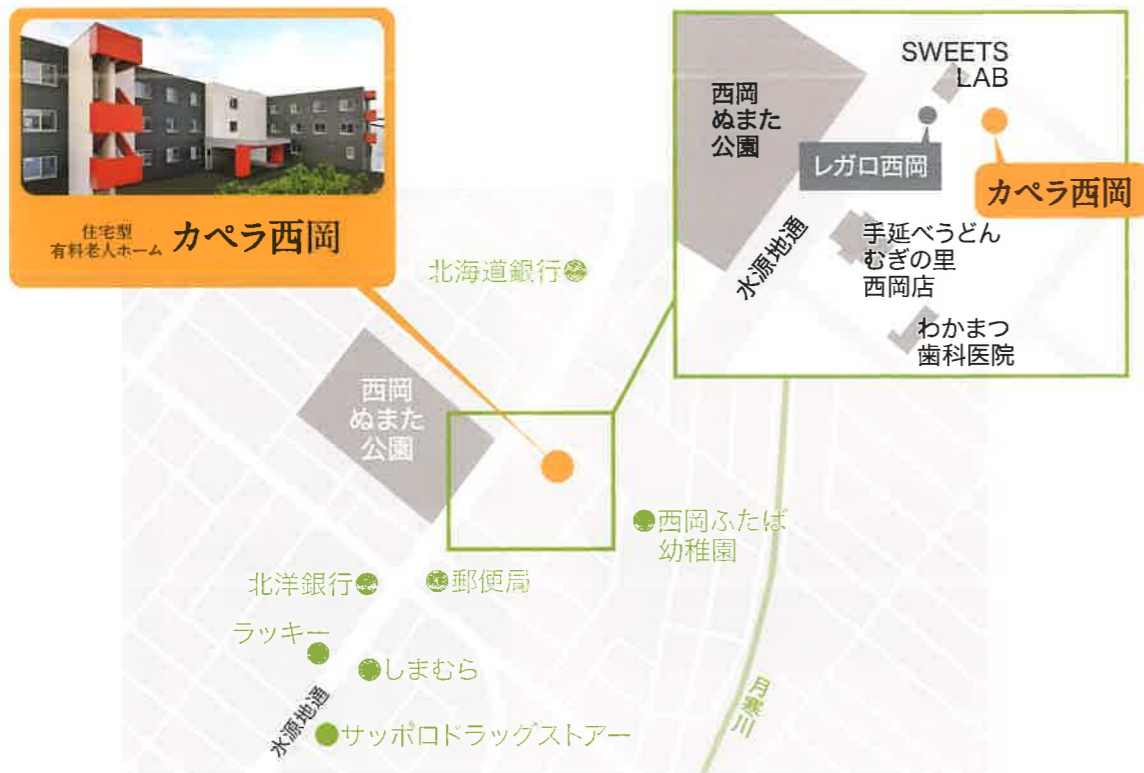 住宅型
有料老人ホーム
カペラ西岡
SWEETS
LAB
西岡
ぬまた
公園
レガロ西岡
カペラ西岡
水源地通
手延べうどん
むぎの里
西岡店
わかまつ
歯科医院
北海道銀行
西岡
ぬまた
公園
西岡ふたば
幼稚園
北洋銀行
郵便局
ラッキー
しまむら
水源地通
サッポロドラッグストアー
月寒川